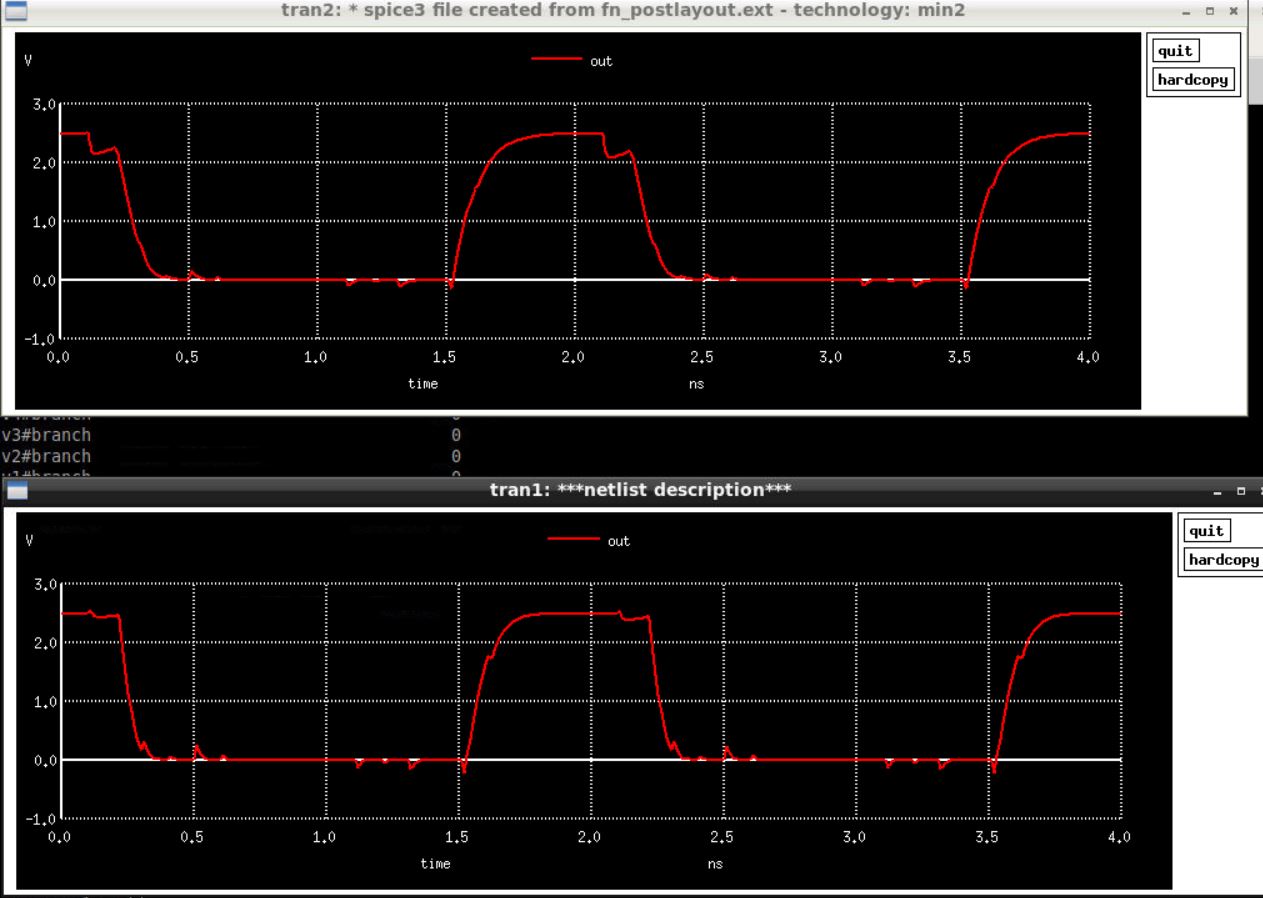 tran2: * spice3 file created from fn_postlayout.ext - technology: min2
quit
hardcopy
V
out
3.0
2.0
1.0
0.0
-1.0
0.0 0.5 1.0 1.5 2.0 2.5 3.0 3.5 4.0
time ns
v3#branch 0
v2#branch 0
tran1: ***netlist description***
quit
hardcopy
V
out
3.0
2.0
1.0
0.0
-1.0
0.0 0.5 1.0 1.5 2.0 2.5 3.0 3.5 4.0
time ns